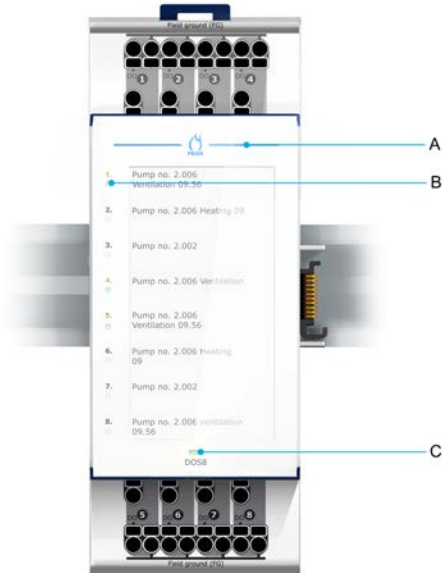 Field ground (FG)
1 2 3 4
A
PRIVA
B
1. Pump no. 2.006
Ventilation 09.56
2. Pump no. 2.006 Heating 09
3. Pump no. 2.002
4. Pump no. 2.006 Ventilation
5. Pump no. 2.006
Ventilation 09.56
6. Pump no. 2.006 Heating
09
7. Pump no. 2.002
8. Pump no. 2.006 ventilation
09.56
C
DOS8
5 6 7 8
Field ground (FG)